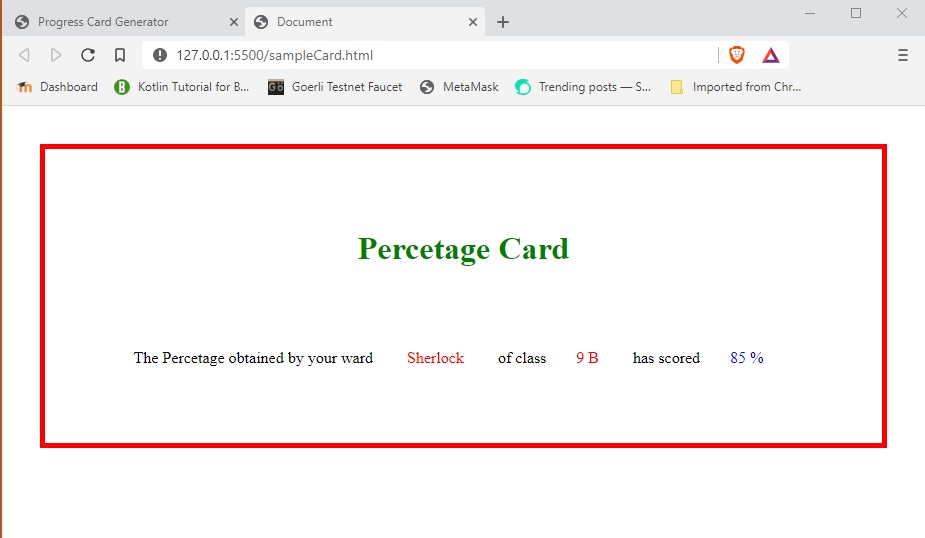 Progress Card Generator
Document
127.0.0.1:5500/sampleCard.html
Dashboard Kotlin Tutorial for B... Gö Goerli Testnet Faucet MetaMask Trending posts — S... Imported from Chr...
Percetage Card
The Percetage obtained by your ward Sherlock of class 9 B has scored 85 %